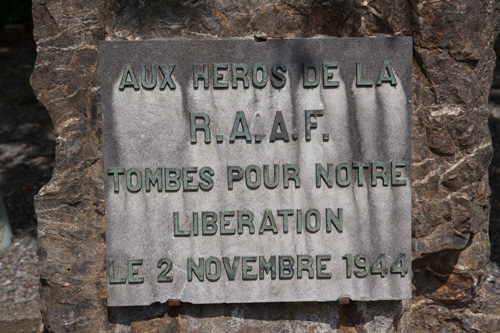 AUX HEROS DE LA
R.A.A.F.
TOMBES POUR NOTRE
LIBERATION
LE 2 NOVEMBRE 1944